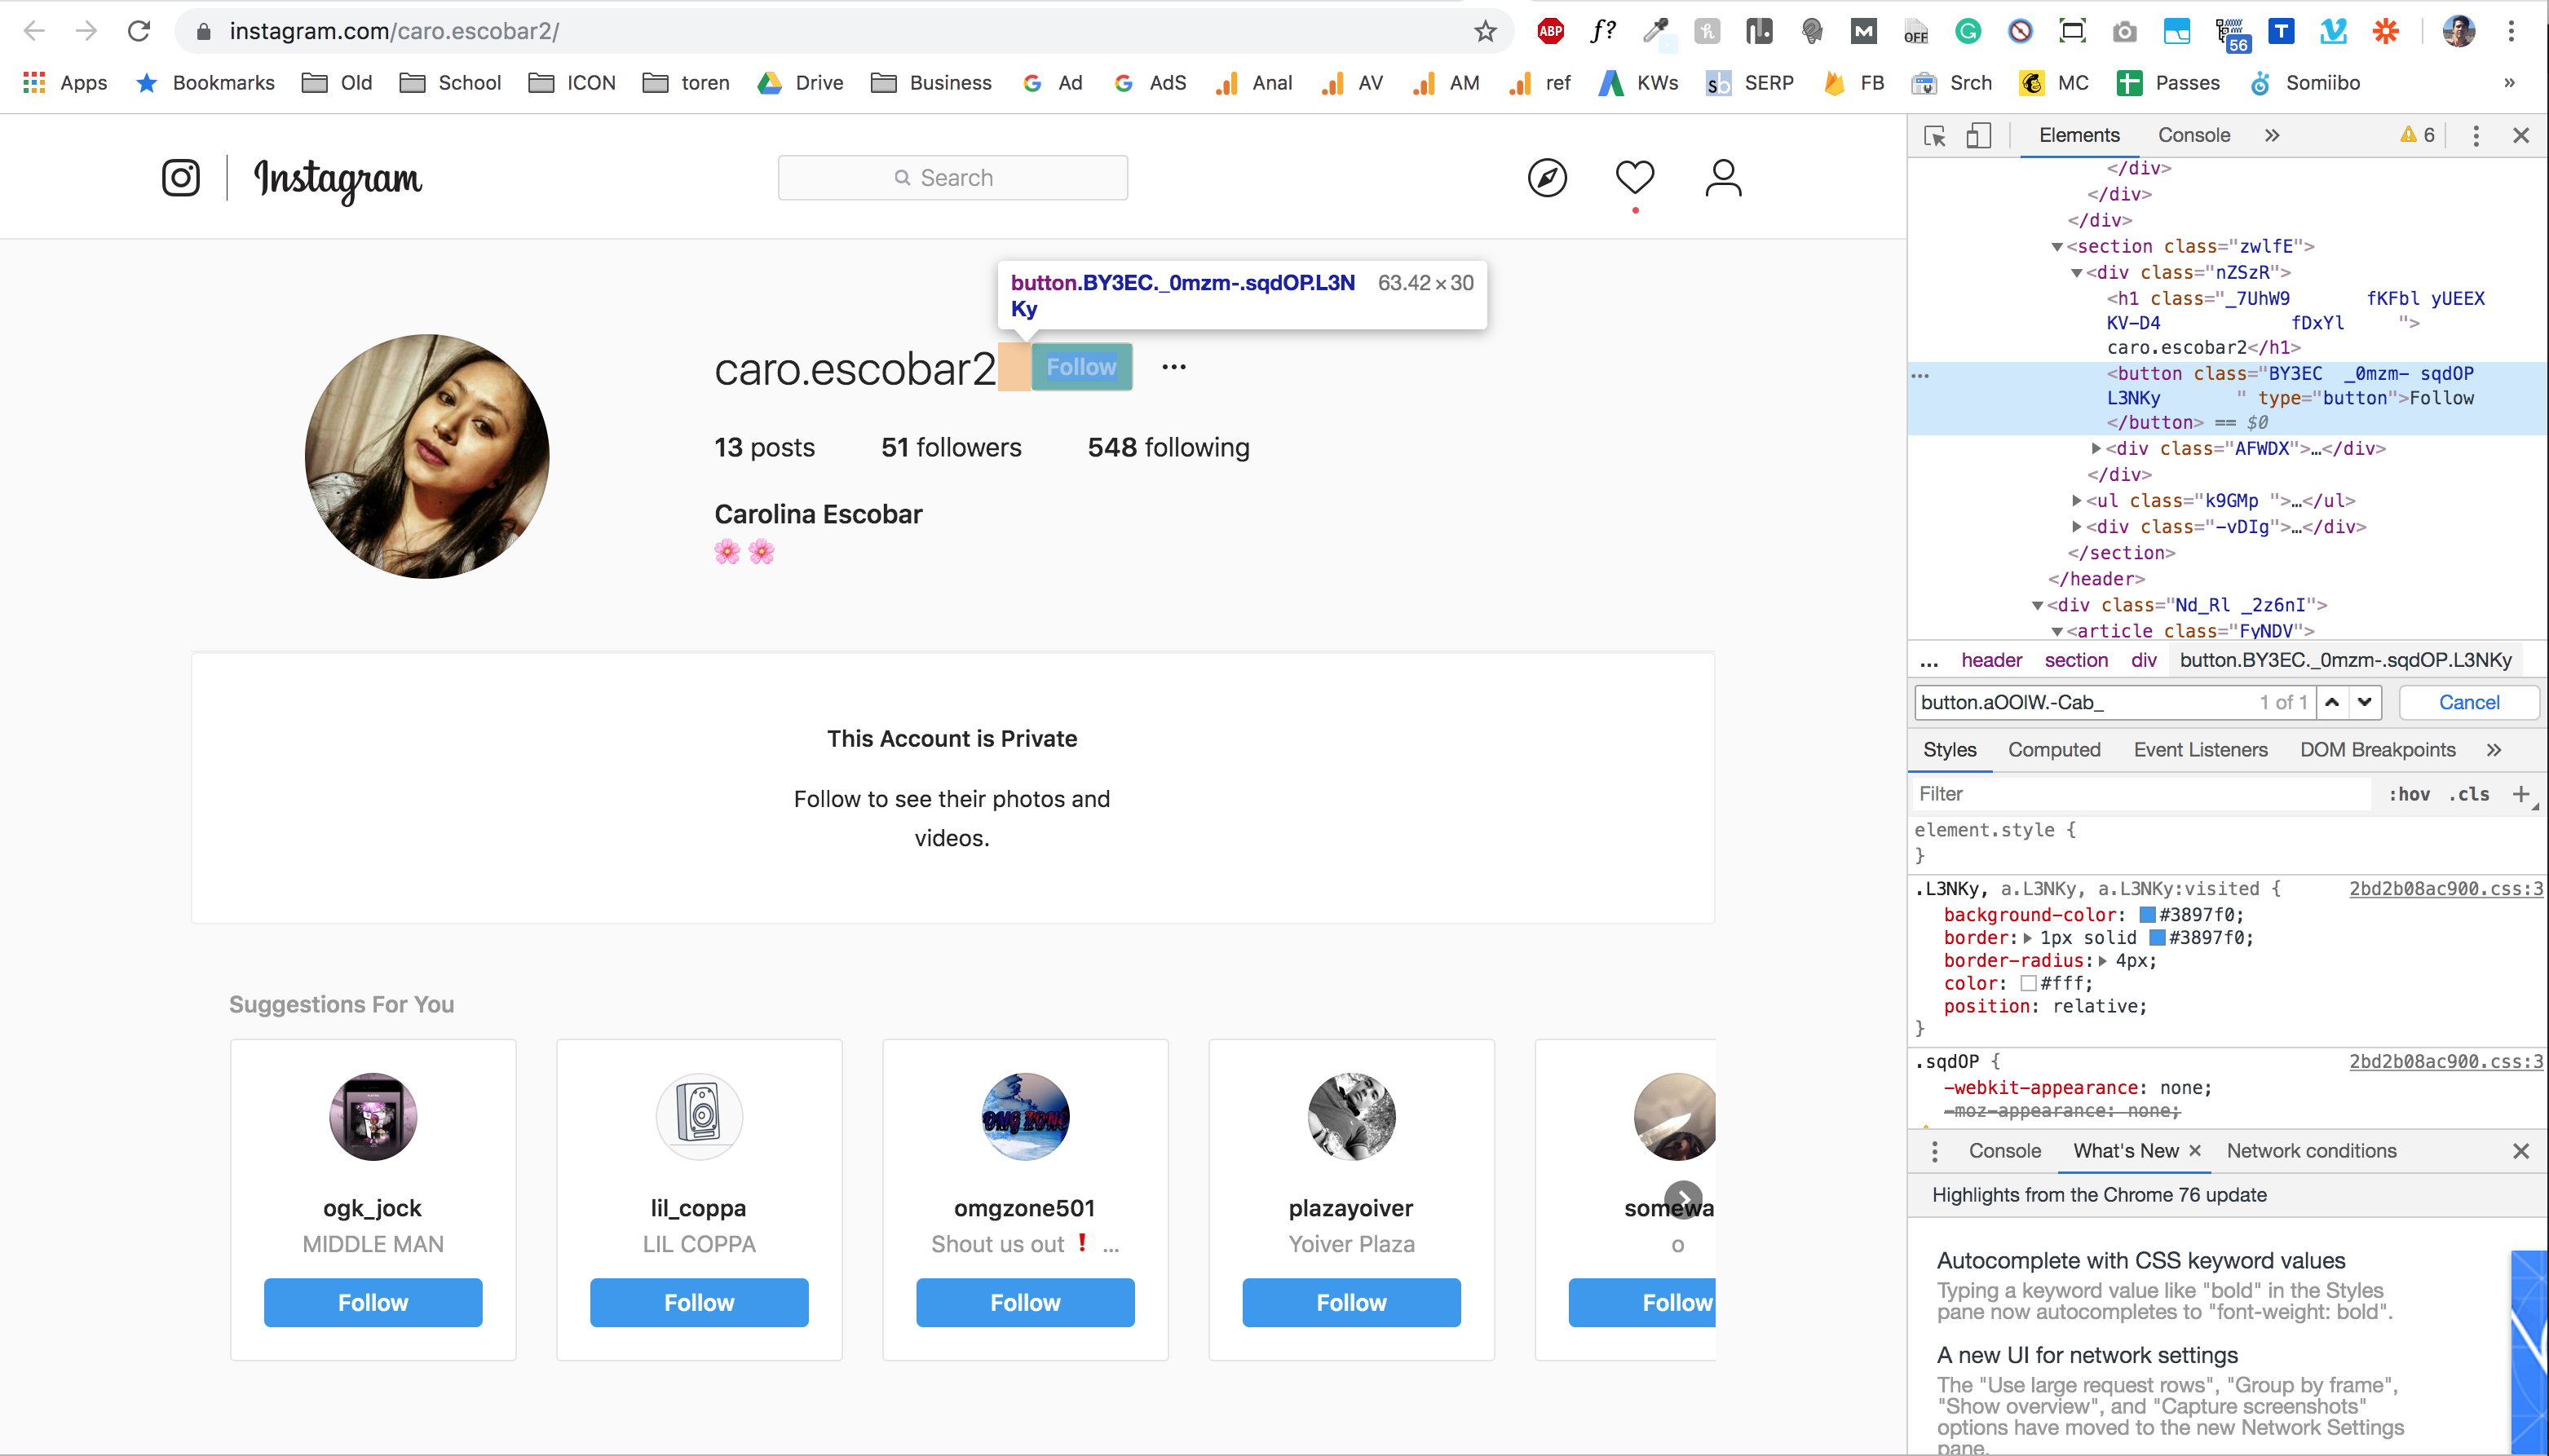 instagram.com/caro.escobar2/
ABP
f?
OFF
56
T
Apps
Bookmarks
Old
School
ICON
toren
Drive
Business
Ad
AdS
Anal
AV
AM
ref
KWs
sb SERP
FB
Srch
MC
Passes
Somiibo
»
Instagram
Search
button.BY3EC._0mzm-.sqdOP.L3N 63.42 × 30
Ky
caro.escobar2 Follow ...
13 posts 51 followers 548 following
Carolina Escobar
🌸 🌸
This Account is Private
Follow to see their photos and
videos.
Suggestions For You
ogk_jock
MIDDLE MAN
Follow
lil_coppa
LIL COPPA
Follow
OMG ZONE
omgzone501
Shout us out ❗ ...
Follow
plazayoiver
Yoiver Plaza
Follow
somewa
o
Follow
Elements Console » 6
</div>
</div>
</div>
▼<section class="zwlfE">
▼<div class="nZSzR">
<h1 class="_7UhW9 fKFbl yUEEX
KV-D4 fDxYl ">
caro.escobar2</h1>
... <button class="BY3EC _0mzm- sqdOP
L3NKy " type="button">Follow
</button> == $0
▶<div class="AFWDX">…</div>
</div>
▶<ul class="k9GMp ">…</ul>
▶<div class="-vDIg">…</div>
</section>
</header>
▼<div class="Nd_Rl _2z6nI">
▼<article class="FyNDV">
... header section div button.BY3EC._0mzm-.sqdOP.L3NKy
button.aOOlW.-Cab_ 1 of 1 Cancel
Styles Computed Event Listeners DOM Breakpoints »
Filter :hov .cls +
element.style {
}
.L3NKy, a.L3NKy, a.L3NKy:visited { 2bd2b08ac900.css:3
background-color: #3897f0;
border:▶ 1px solid #3897f0;
border-radius:▶ 4px;
color: #fff;
position: relative;
}
.sqdOP { 2bd2b08ac900.css:3
-webkit-appearance: none;
-moz-appearance: none;
Console What's New × Network conditions
Highlights from the Chrome 76 update
Autocomplete with CSS keyword values
Typing a keyword value like "bold" in the Styles
pane now autocompletes to "font-weight: bold".
A new UI for network settings
The "Use large request rows", "Group by frame",
"Show overview", and "Capture screenshots"
options have moved to the new Network Settings
pane.